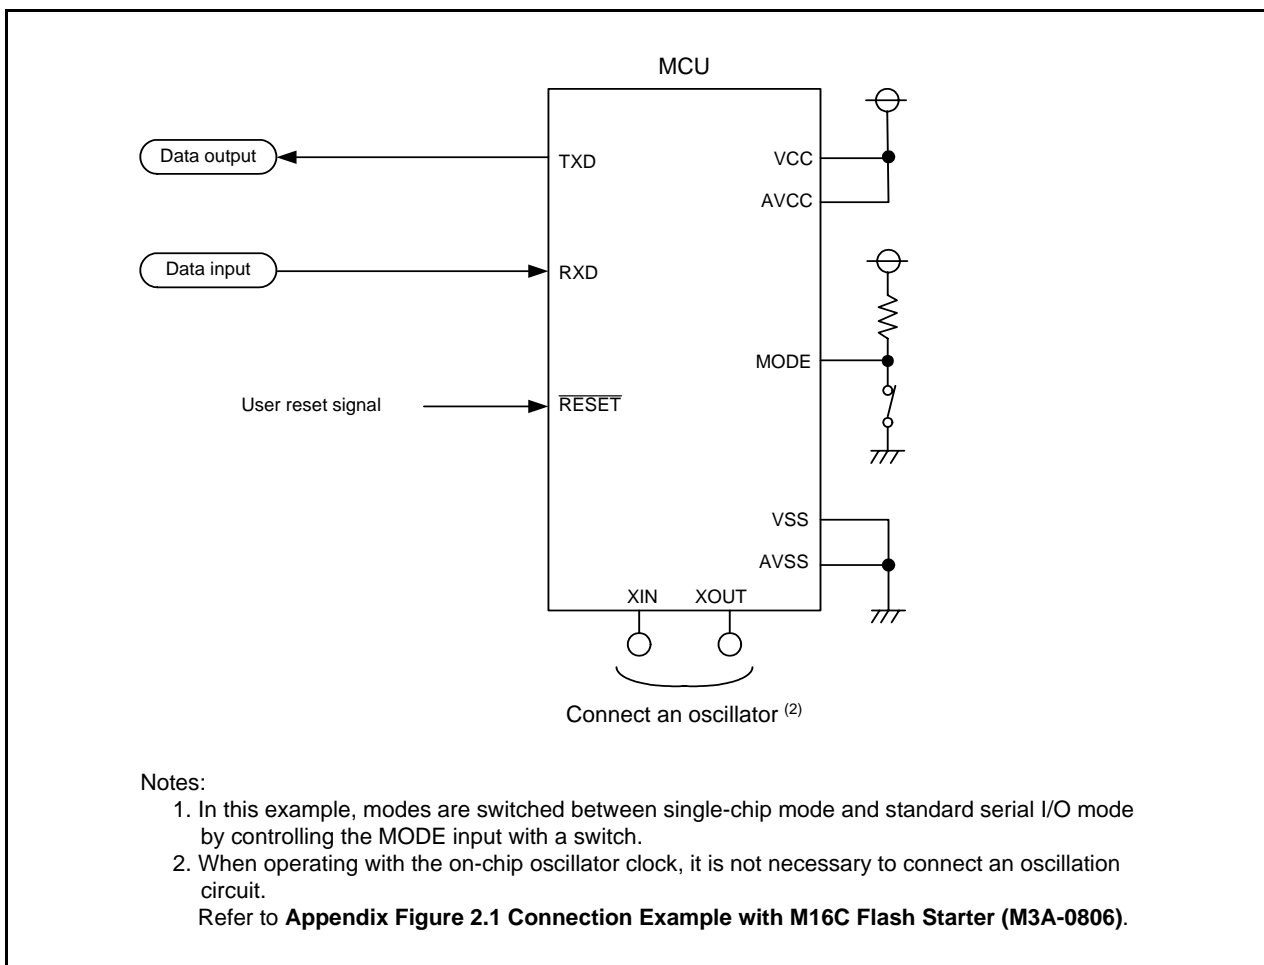 MCU
Data output
TXD
VCC
AVCC
Data input
RXD
MODE
User reset signal
RESET
VSS
AVSS
XIN XOUT
Connect an oscillator (2)
Notes:
1. In this example, modes are switched between single-chip mode and standard serial I/O mode
by controlling the MODE input with a switch.
2. When operating with the on-chip oscillator clock, it is not necessary to connect an oscillation
circuit.
Refer to Appendix Figure 2.1 Connection Example with M16C Flash Starter (M3A-0806).